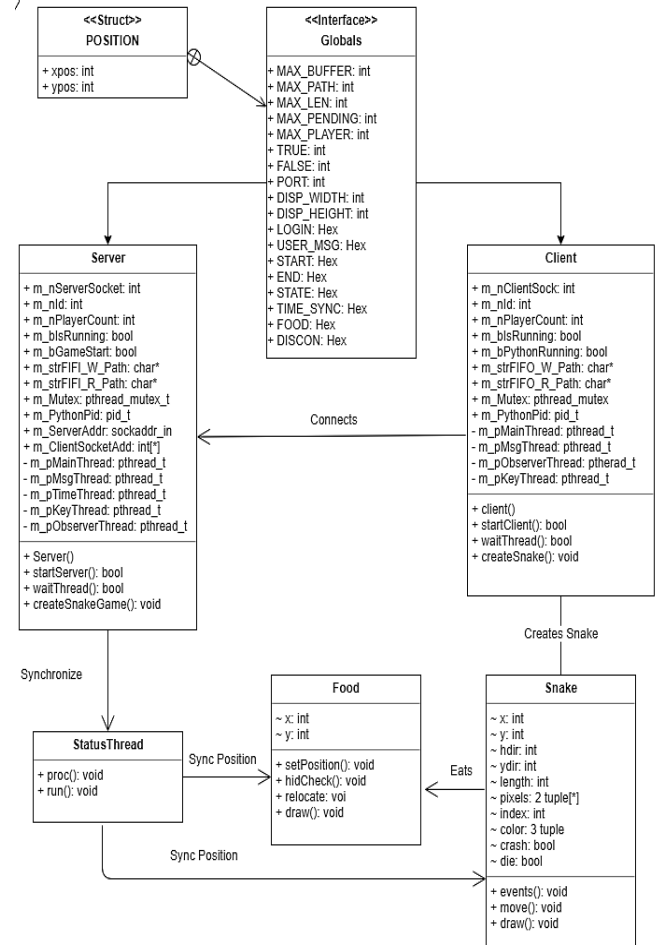 <<Struct>>
POSITION
+ xpos: int
+ ypos: int
<<Interface>>
Globals
+ MAX_BUFFER: int
+ MAX_PATH: int
+ MAX_LEN: int
+ MAX_PENDING: int
+ MAX_PLAYER: int
+ TRUE: int
+ FALSE: int
+ PORT: int
+ DISP_WIDTH: int
+ DISP_HEIGHT: int
+ LOGIN: Hex
+ USER_MSG: Hex
+ START: Hex
+ END: Hex
+ STATE: Hex
+ TIME_SYNC: Hex
+ FOOD: Hex
+ DISCON: Hex
Server
+ m_nServerSocket: int
+ m_nId: int
+ m_nPlayerCount: int
+ m_bIsRunning: bool
+ m_bGameStart: bool
+ m_strFIFI_W_Path: char*
+ m_strFIFI_R_Path: char*
+ m_Mutex: pthread_mutex_t
+ m_PythonPid: pid_t
+ m_ServerAddr: sockaddr_in
+ m_ClientSocketAdd: int[*]
- m_pMainThread: pthread_t
- m_pMsgThread: pthread_t
- m_pTimeThread: pthread_t
- m_pKeyThread: pthread_t
- m_pObserverThread: pthread_t
+ Server()
+ startServer(): bool
+ waitThread(): bool
+ createSnakeGame(): void
Client
+ m_nClientSock: int
+ m_nId: int
+ m_nPlayerCount: int
+ m_bIsRunning: bool
+ m_bPythonRunning: bool
+ m_strFIFO_W_Path: char*
+ m_strFIFO_R_Path: char*
+ m_Mutex: pthread_mutex
+ m_PythonPid: pid_t
- m_pMainThread: pthread_t
- m_pMsgThread: pthread_t
- m_pObserverThread: ptherad_t
- m_pKeyThread: pthread_t
+ client()
+ startClient(): bool
+ waitThread(): bool
+ createSnake(): void
Connects
Creates Snake
Synchronize
StatusThread
+ proc(): void
+ run(): void
Sync Position
Food
~ x: int
~ y: int
+ setPosition(): void
+ hidCheck(): void
+ relocate: voi
+ draw(): void
Eats
Snake
~ x: int
~ y: int
~ hdir: int
~ ydir: int
~ length: int
~ pixels: 2 tuple[*]
~ index: int
~ color: 3 tuple
~ crash: bool
~ die: bool
+ events(): void
+ move(): void
+ draw(): void
Sync Position